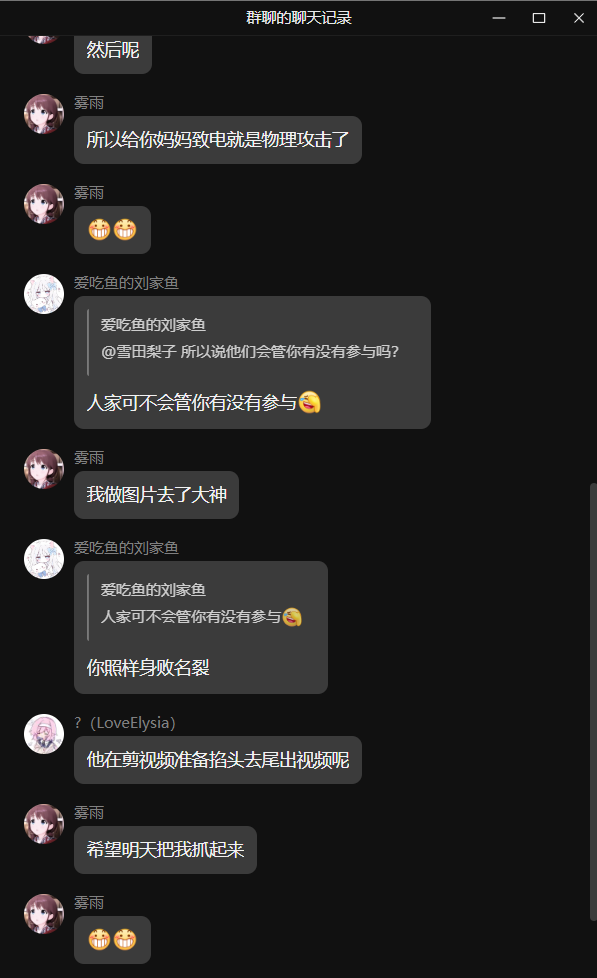 群聊的聊天记录
然后呢
雾雨
所以给你妈妈致电就是物理攻击了
雾雨
爱吃鱼的刘家鱼
爱吃鱼的刘家鱼
@雪田梨子 所以说他们会管你有没有参与吗?
人家可不会管你有没有参与
雾雨
我做图片去了大神
爱吃鱼的刘家鱼
爱吃鱼的刘家鱼
人家可不会管你有没有参与
你照样身败名裂
?（LoveElysia）
他在剪视频准备掐头去尾出视频呢
雾雨
希望明天把我抓起来
雾雨